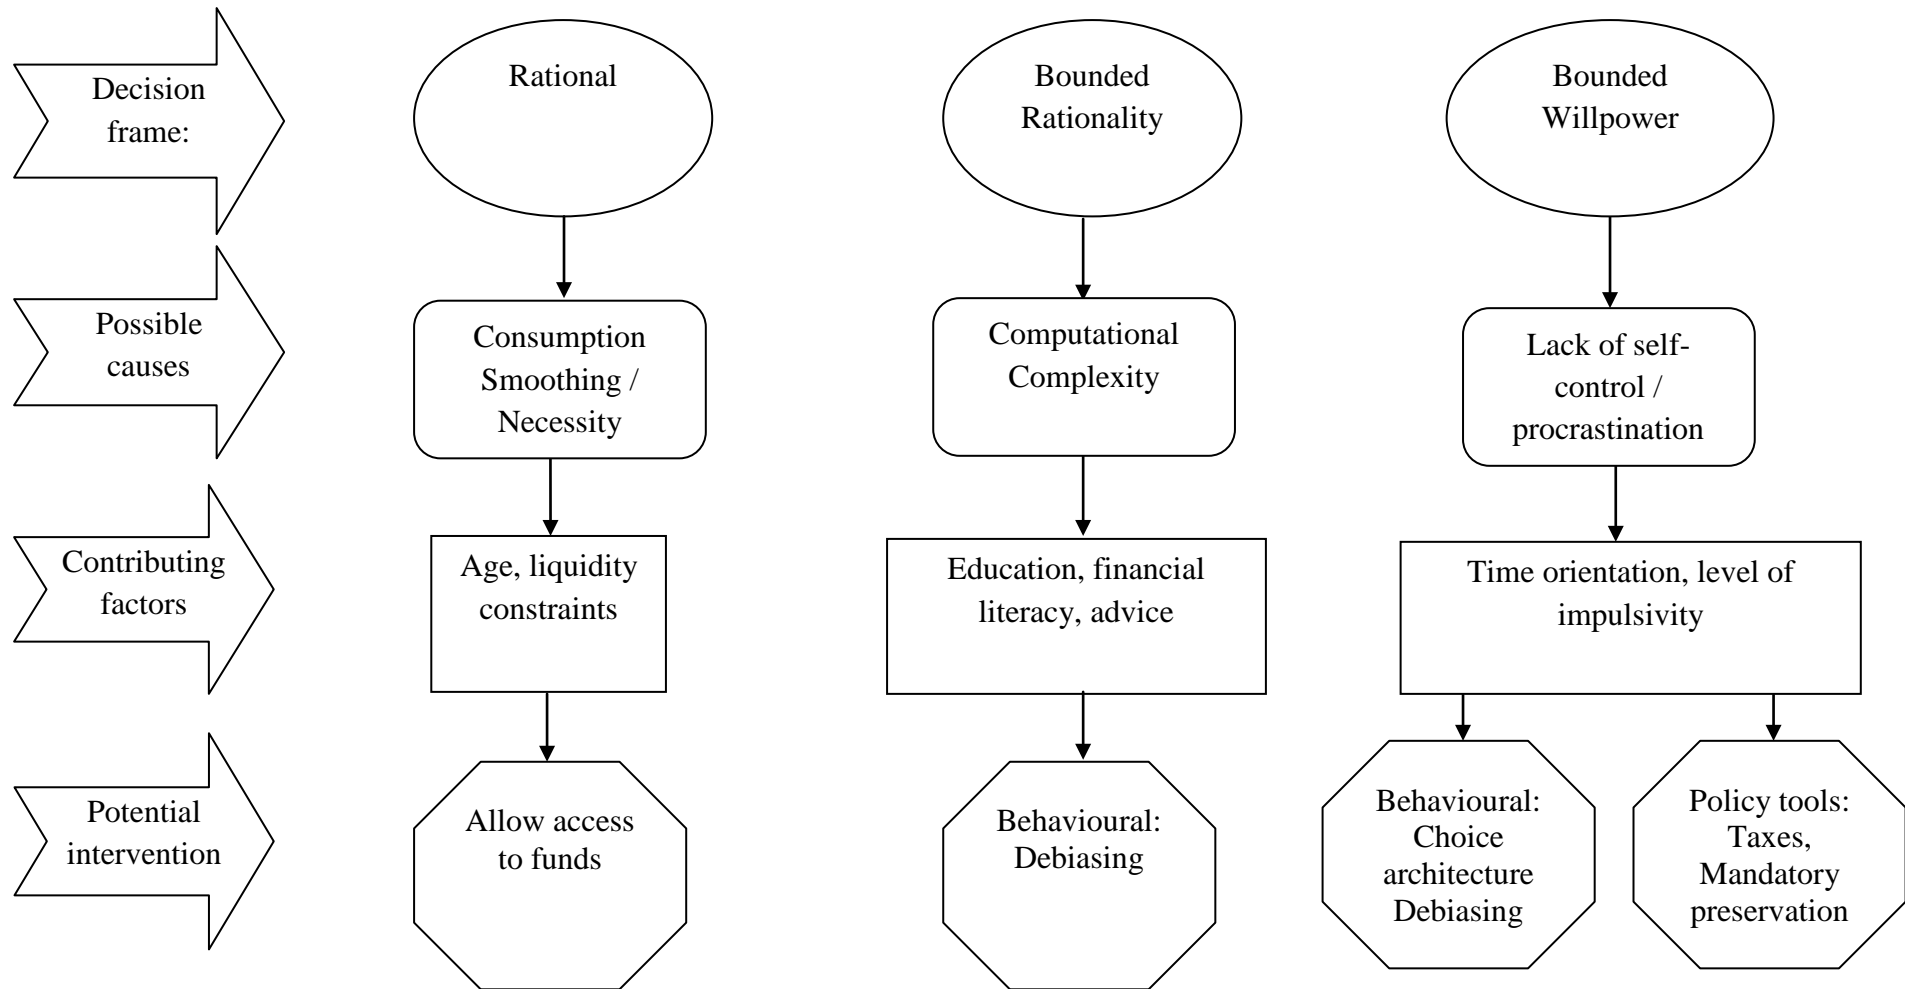 Decision
frame:
Rational
Bounded
Rationality
Bounded
Willpower
Possible
causes
Consumption
Smoothing /
Necessity
Computational
Complexity
Lack of self-
control /
procrastination
Contributing
factors
Age, liquidity
constraints
Education, financial
literacy, advice
Time orientation, level of
impulsivity
Potential
intervention
Allow access
to funds
Behavioural:
Debiasing
Behavioural:
Choice
architecture
Debiasing
Policy tools:
Taxes,
Mandatory
preservation